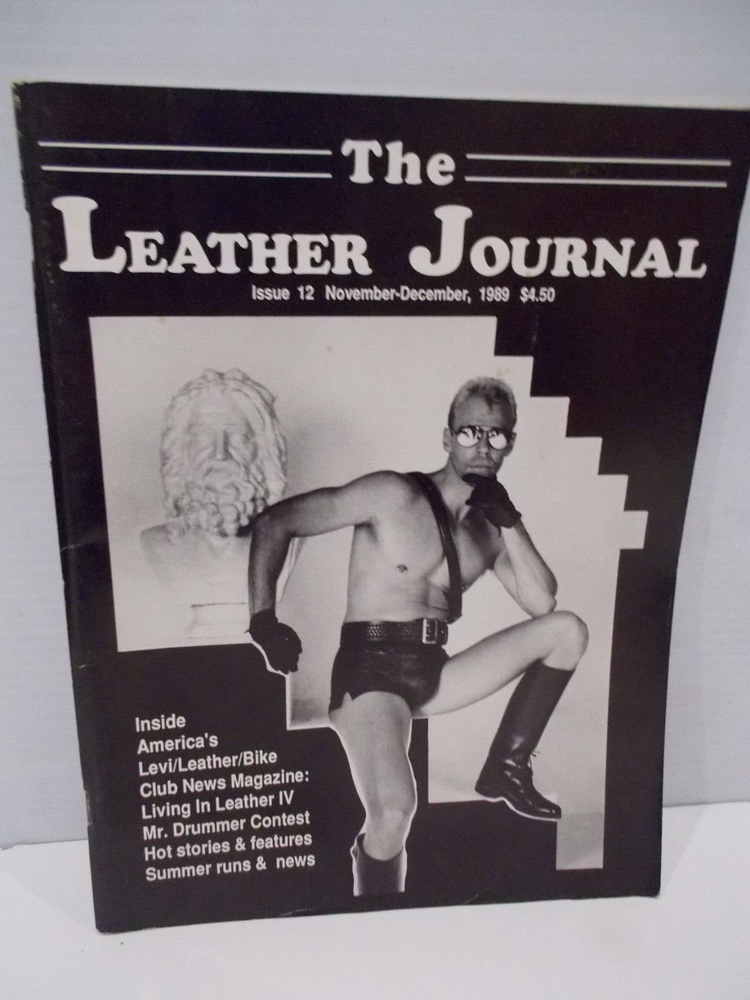 The
LEATHER JOURNAL
Issue 12 November-December, 1989 $4.50
Inside
America's
Levi/Leather/Bike
Club News Magazine:
Living In Leather IV
Mr. Drummer Contest
Hot stories & features
Summer runs & news